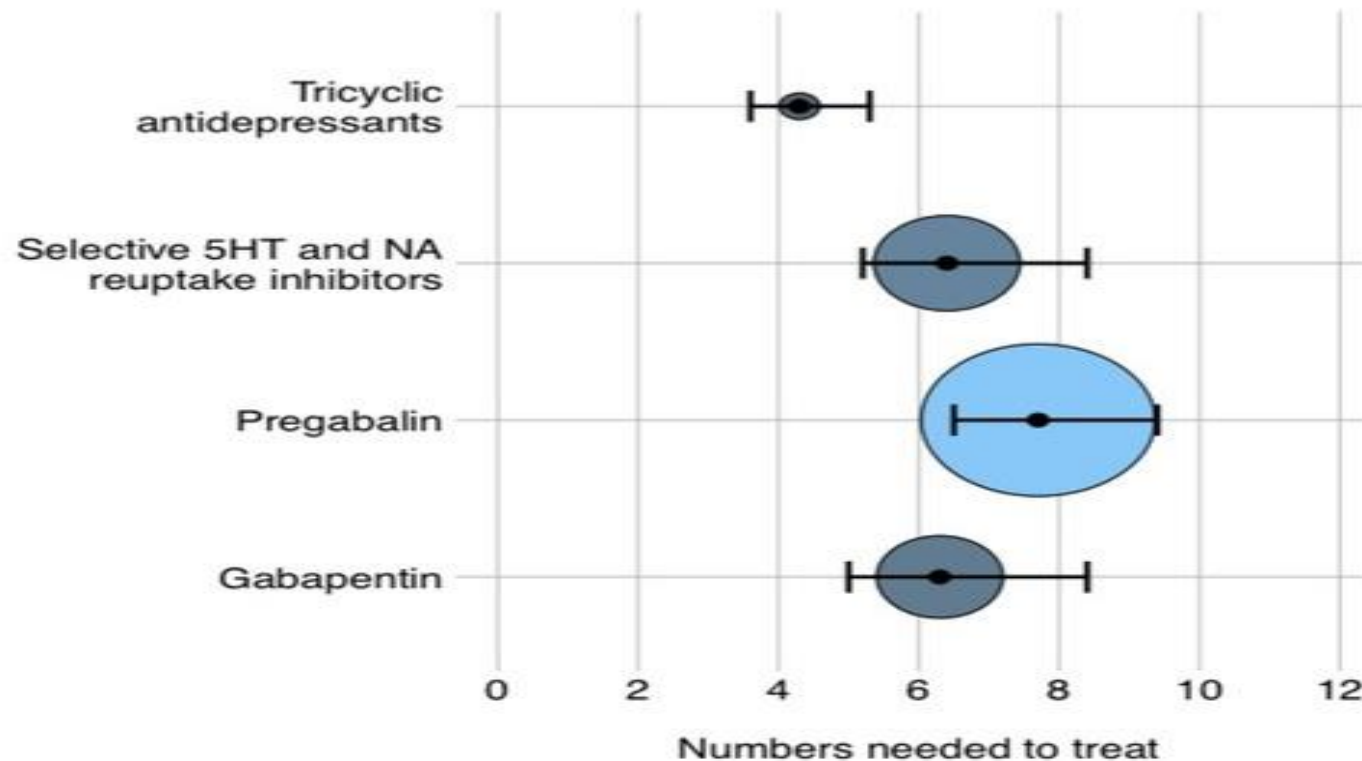 Tricyclic
antidepressants
Selective 5HT and NA
reuptake inhibitors
Pregabalin
Gabapentin
0 2 4 6 8 10 12
Numbers needed to treat